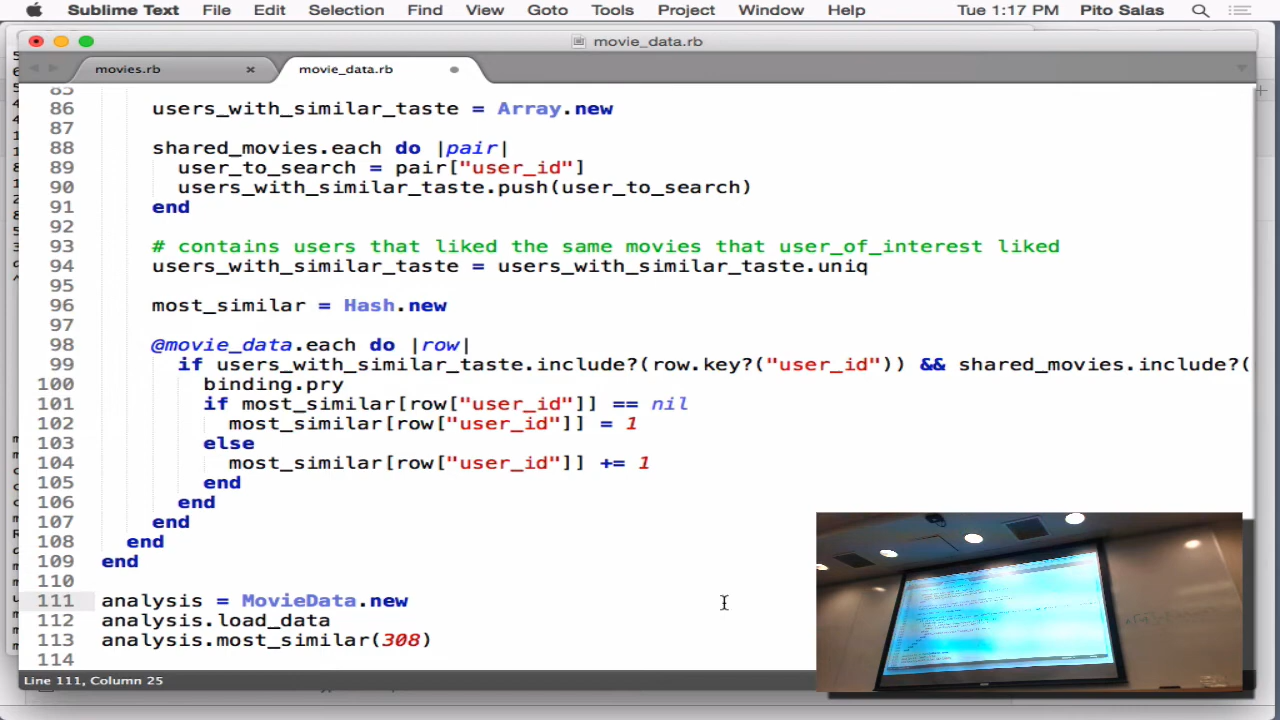 Sublime Text File Edit Selection Find View Goto Tools Project Window Help Tue 1:17 PM Pito Salas
movie_data.rb
movies.rb × movie_data.rb
85
86 users_with_similar_taste = Array.new
87
88 shared_movies.each do |pair|
89 user_to_search = pair["user_id"]
90 users_with_similar_taste.push(user_to_search)
91 end
92
93 # contains users that liked the same movies that user_of_interest liked
94 users_with_similar_taste = users_with_similar_taste.uniq
95
96 most_similar = Hash.new
97
98 @movie_data.each do |row|
99 if users_with_similar_taste.include?(row.key?("user_id")) && shared_movies.include?(
100 binding.pry
101 if most_similar[row["user_id"]] == nil
102 most_similar[row["user_id"]] = 1
103 else
104 most_similar[row["user_id"]] += 1
105 end
106 end
107 end
108 end
109 end
110
111 analysis = MovieData.new
112 analysis.load_data
113 analysis.most_similar(308)
114
Line 111, Column 25